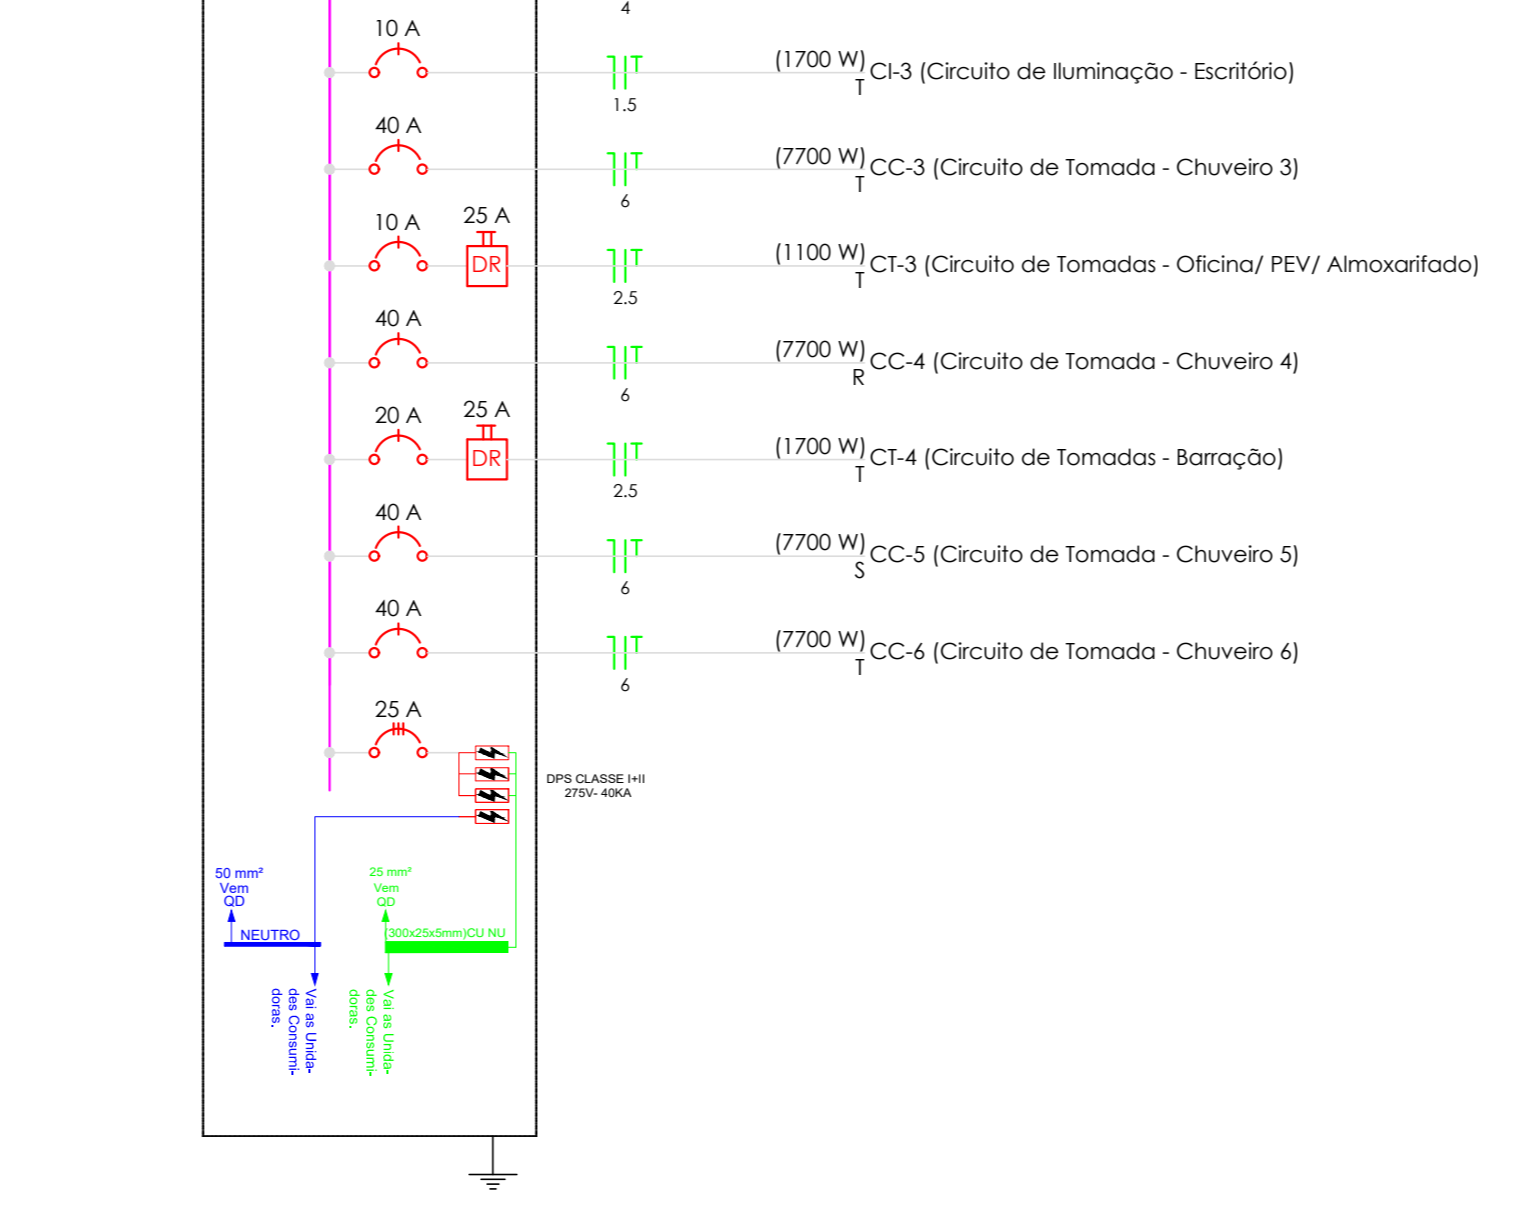 4
10 A
(1700 W)
CI-3 (Circuito de Iluminação - Escritório)
T
1.5
40 A
(7700 W)
CC-3 (Circuito de Tomada - Chuveiro 3)
T
6
10 A
25 A
DR
(1100 W)
CT-3 (Circuito de Tomadas - Oficina/ PEV/ Almoxarifado)
T
2.5
40 A
(7700 W)
CC-4 (Circuito de Tomada - Chuveiro 4)
R
6
20 A
25 A
DR
(1700 W)
CT-4 (Circuito de Tomadas - Barração)
T
2.5
40 A
(7700 W)
CC-5 (Circuito de Tomada - Chuveiro 5)
S
6
40 A
(7700 W)
CC-6 (Circuito de Tomada - Chuveiro 6)
T
6
25 A
DPS CLASSE I+II
275V- 40KA
50 mm²
Vem
QD
NEUTRO
25 mm²
Vem
QD
(300x25x5mm)CU NU
Vai as Unida-
des Consumi-
doras.
Vai as Unida-
des Consumi-
doras.